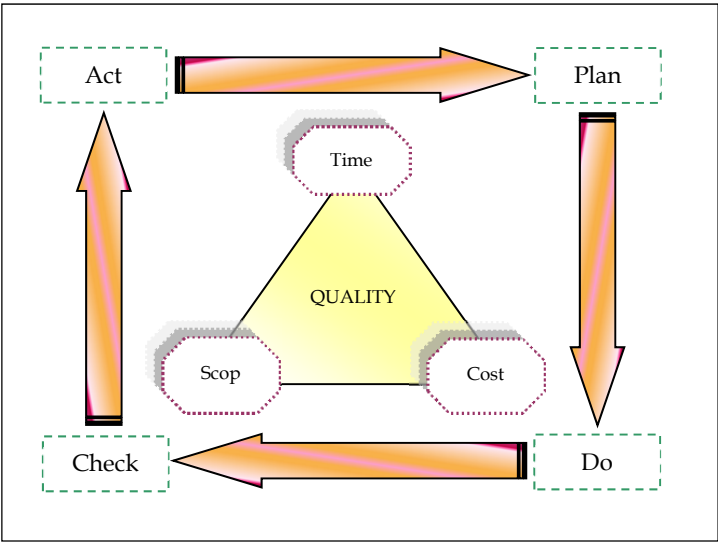 Act
Plan
Time
QUALITY
Scop
Cost
Check
Do